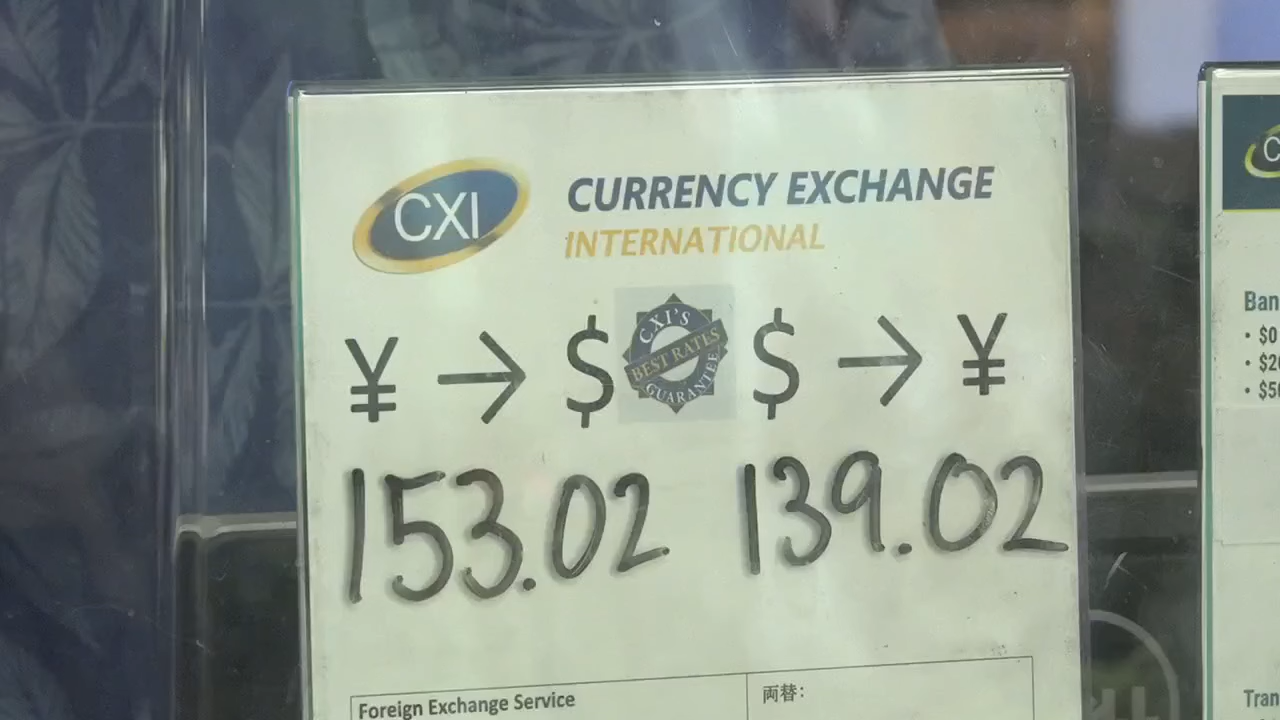 CXI
CURRENCY EXCHANGE
INTERNATIONAL
¥ → $
CXI'S
BEST RATES
GUARANTEE
$ → ¥
153.02
139.02
Foreign Exchange Service
両替:
C
Ban
• $0
• $2
• $5
Tran